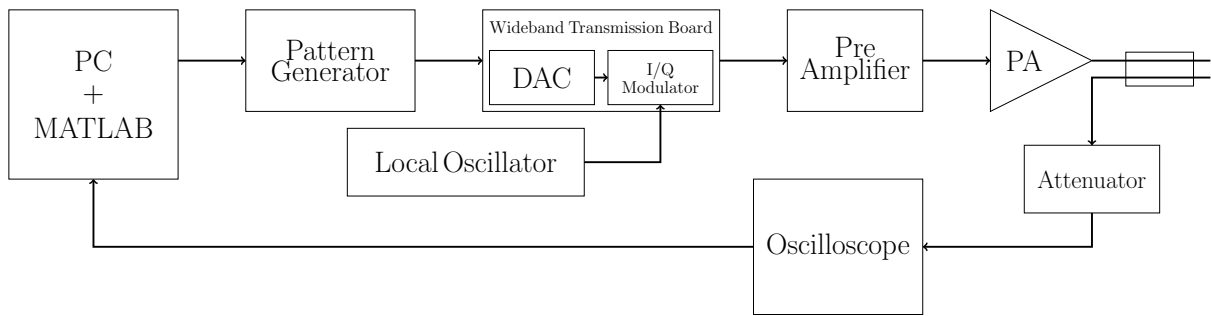 PC
+
MATLAB
Pattern
Generator
Wideband Transmission Board
DAC
I/Q
Modulator
Pre
Amplifier
PA
Local Oscillator
Attenuator
Oscilloscope